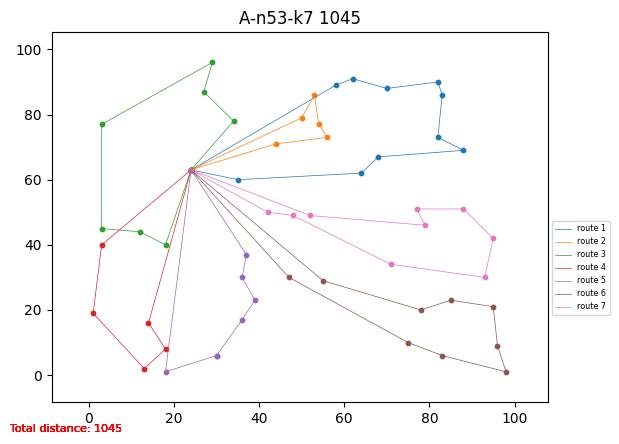 A-n53-k7 1045
100
80
60
40
20
0
0 20 40 60 80 100
route 1
route 2
route 3
route 4
route 5
route 6
route 7
Total distance: 1045